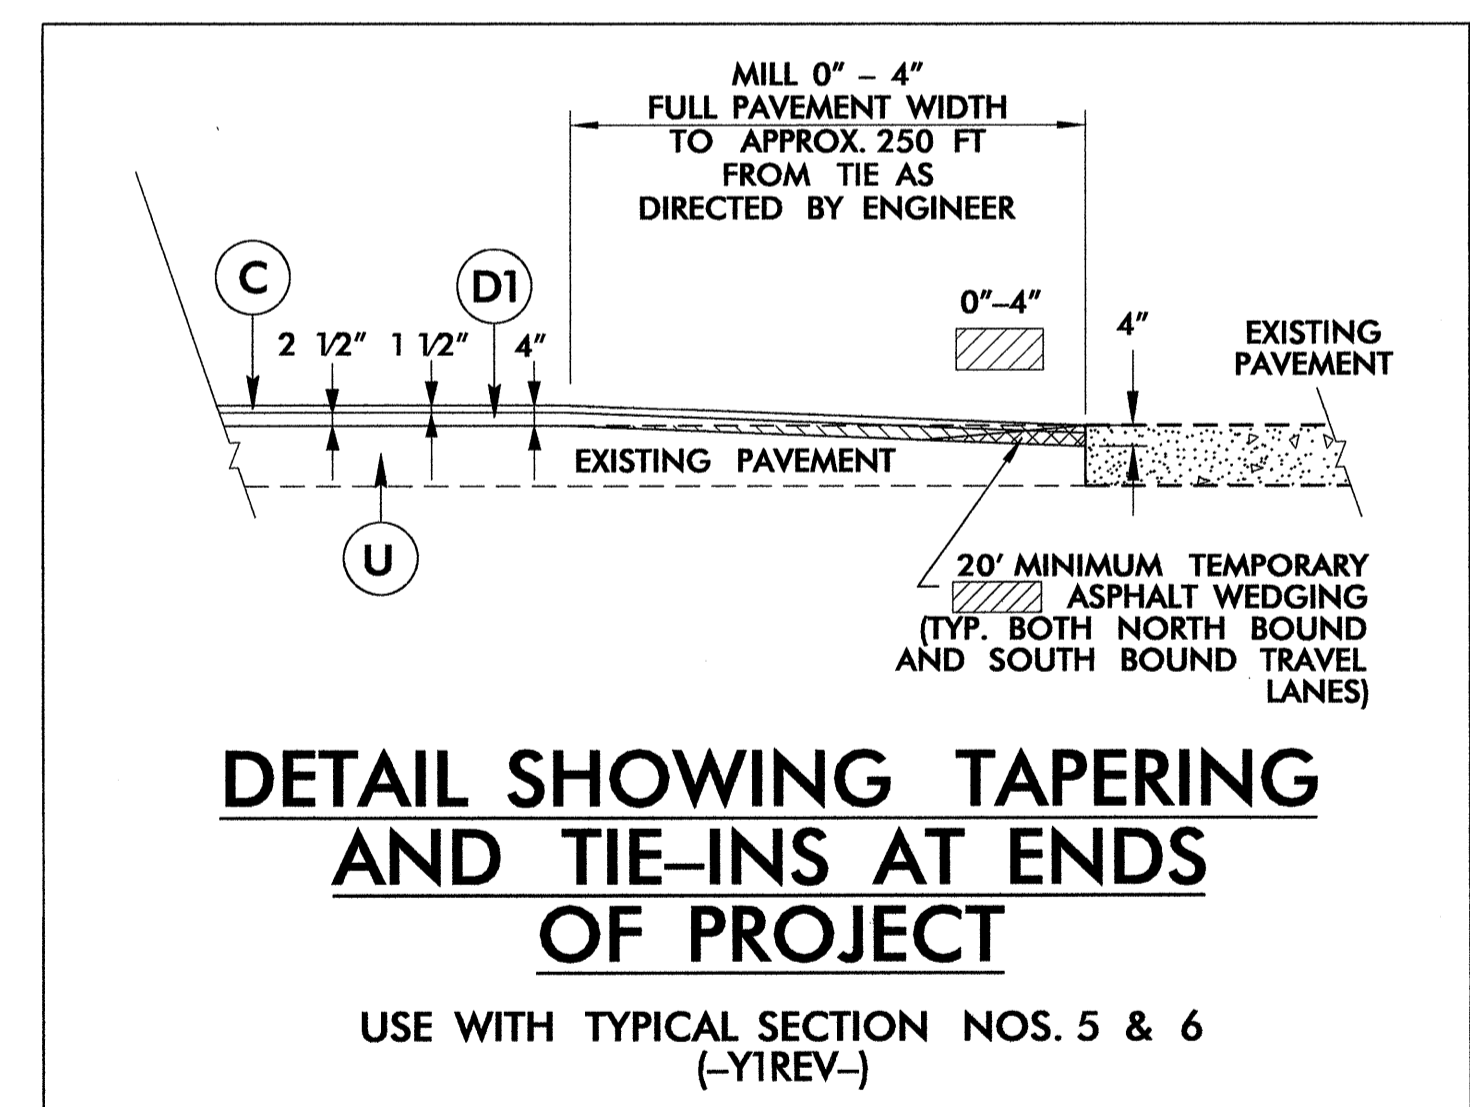 MILL 0" – 4"
FULL PAVEMENT WIDTH
TO APPROX. 250 FT
FROM TIE AS
DIRECTED BY ENGINEER
C
D1
2 1/2"
1 1/2"
4"
0"–4"
4"
EXISTING
PAVEMENT
EXISTING PAVEMENT
U
20' MINIMUM TEMPORARY
ASPHALT WEDGING
(TYP. BOTH NORTH BOUND
AND SOUTH BOUND TRAVEL
LANES)
DETAIL SHOWING TAPERING
AND TIE–INS AT ENDS
OF PROJECT
USE WITH TYPICAL SECTION NOS. 5 & 6
(–Y1REV–)